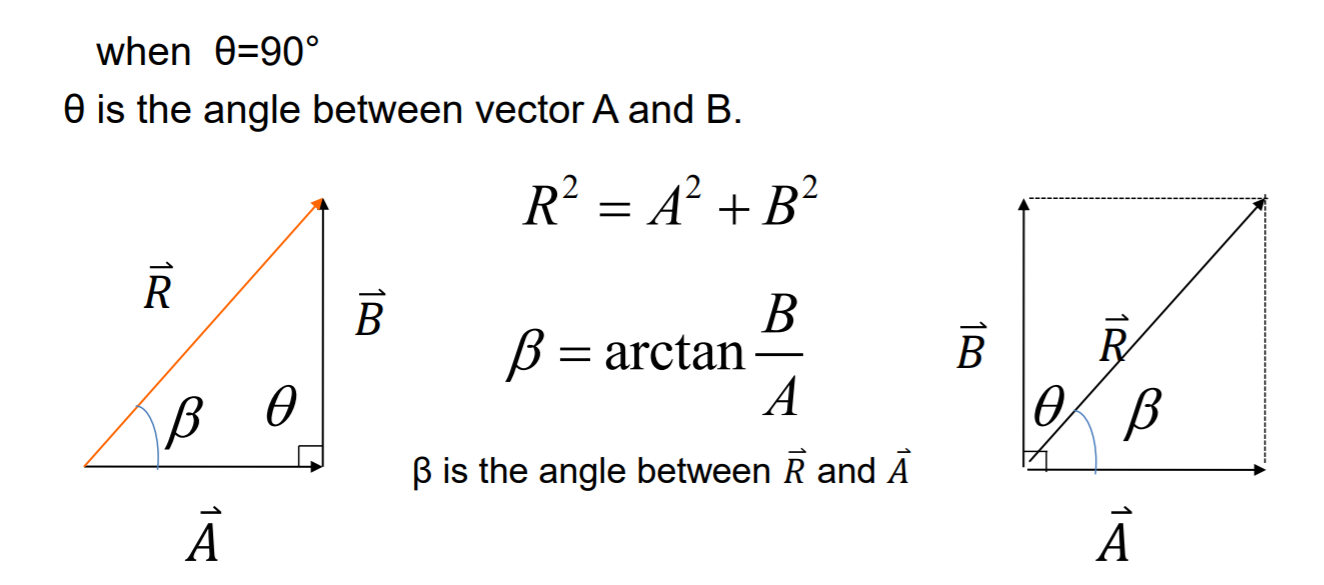 when θ=90°
θ is the angle between vector A and B.
R² = A² + B²
β = arctan B/A
β is the angle between R⃗ and A⃗
R⃗
B⃗
β
θ
A⃗
B⃗
R⃗
θ
β
A⃗